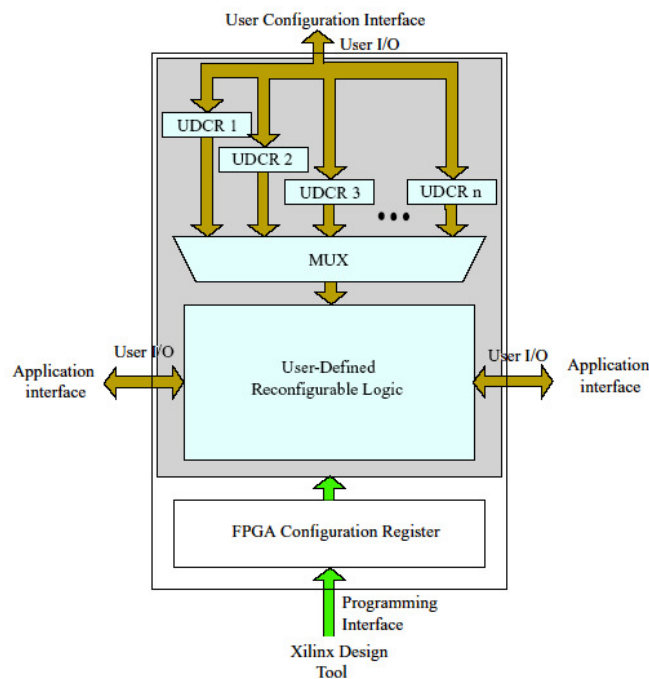 User Configuration Interface
User I/O
UDCR 1
UDCR 2
UDCR 3
UDCR n
MUX
User I/O
User I/O
Application
interface
User-Defined
Reconfigurable Logic
Application
interface
FPGA Configuration Register
Programming
Interface
Xilinx Design
Tool